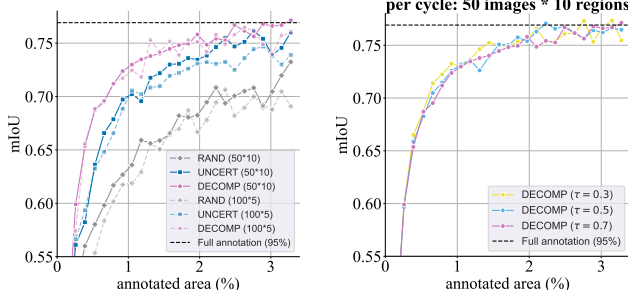 per cycle: 50 images * 10 regions
mIoU
0.75
0.70
0.65
0.60
0.55
0
1
2
3
annotated area (%)
RAND (50*10)
UNCERT (50*10)
DECOMP (50*10)
RAND (100*5)
UNCERT (100*5)
DECOMP (100*5)
Full annotation (95%)
mIoU
0.75
0.70
0.65
0.60
0.55
0
1
2
3
annotated area (%)
DECOMP (τ = 0.3)
DECOMP (τ = 0.5)
DECOMP (τ = 0.7)
Full annotation (95%)